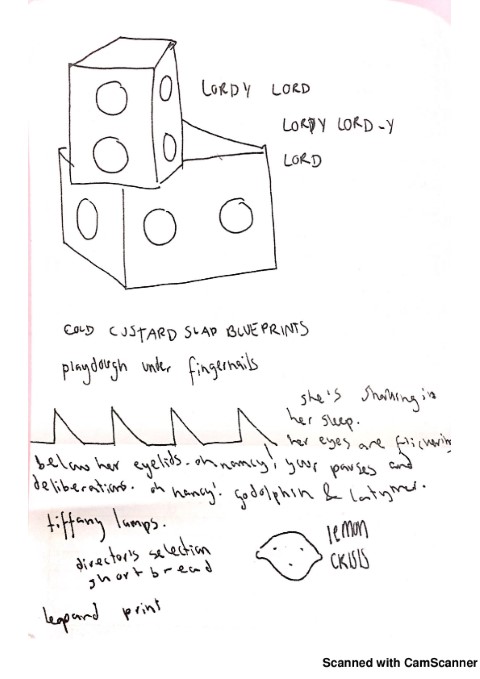 LORDY LORD
LORDY LORD-Y
LORD
COLD CUSTARD SLAP BLUEPRINTS
playdough under fingernails
she's in
her sleep.
her eyes are flickering
below her eyelids. oh nancy! your pauses and
deliberations. oh nancy! godolphin & latymer.
tiffany lamps.
lemon
CRISIS
director's selection
shortbread
leopard print
Scanned with CamScanner